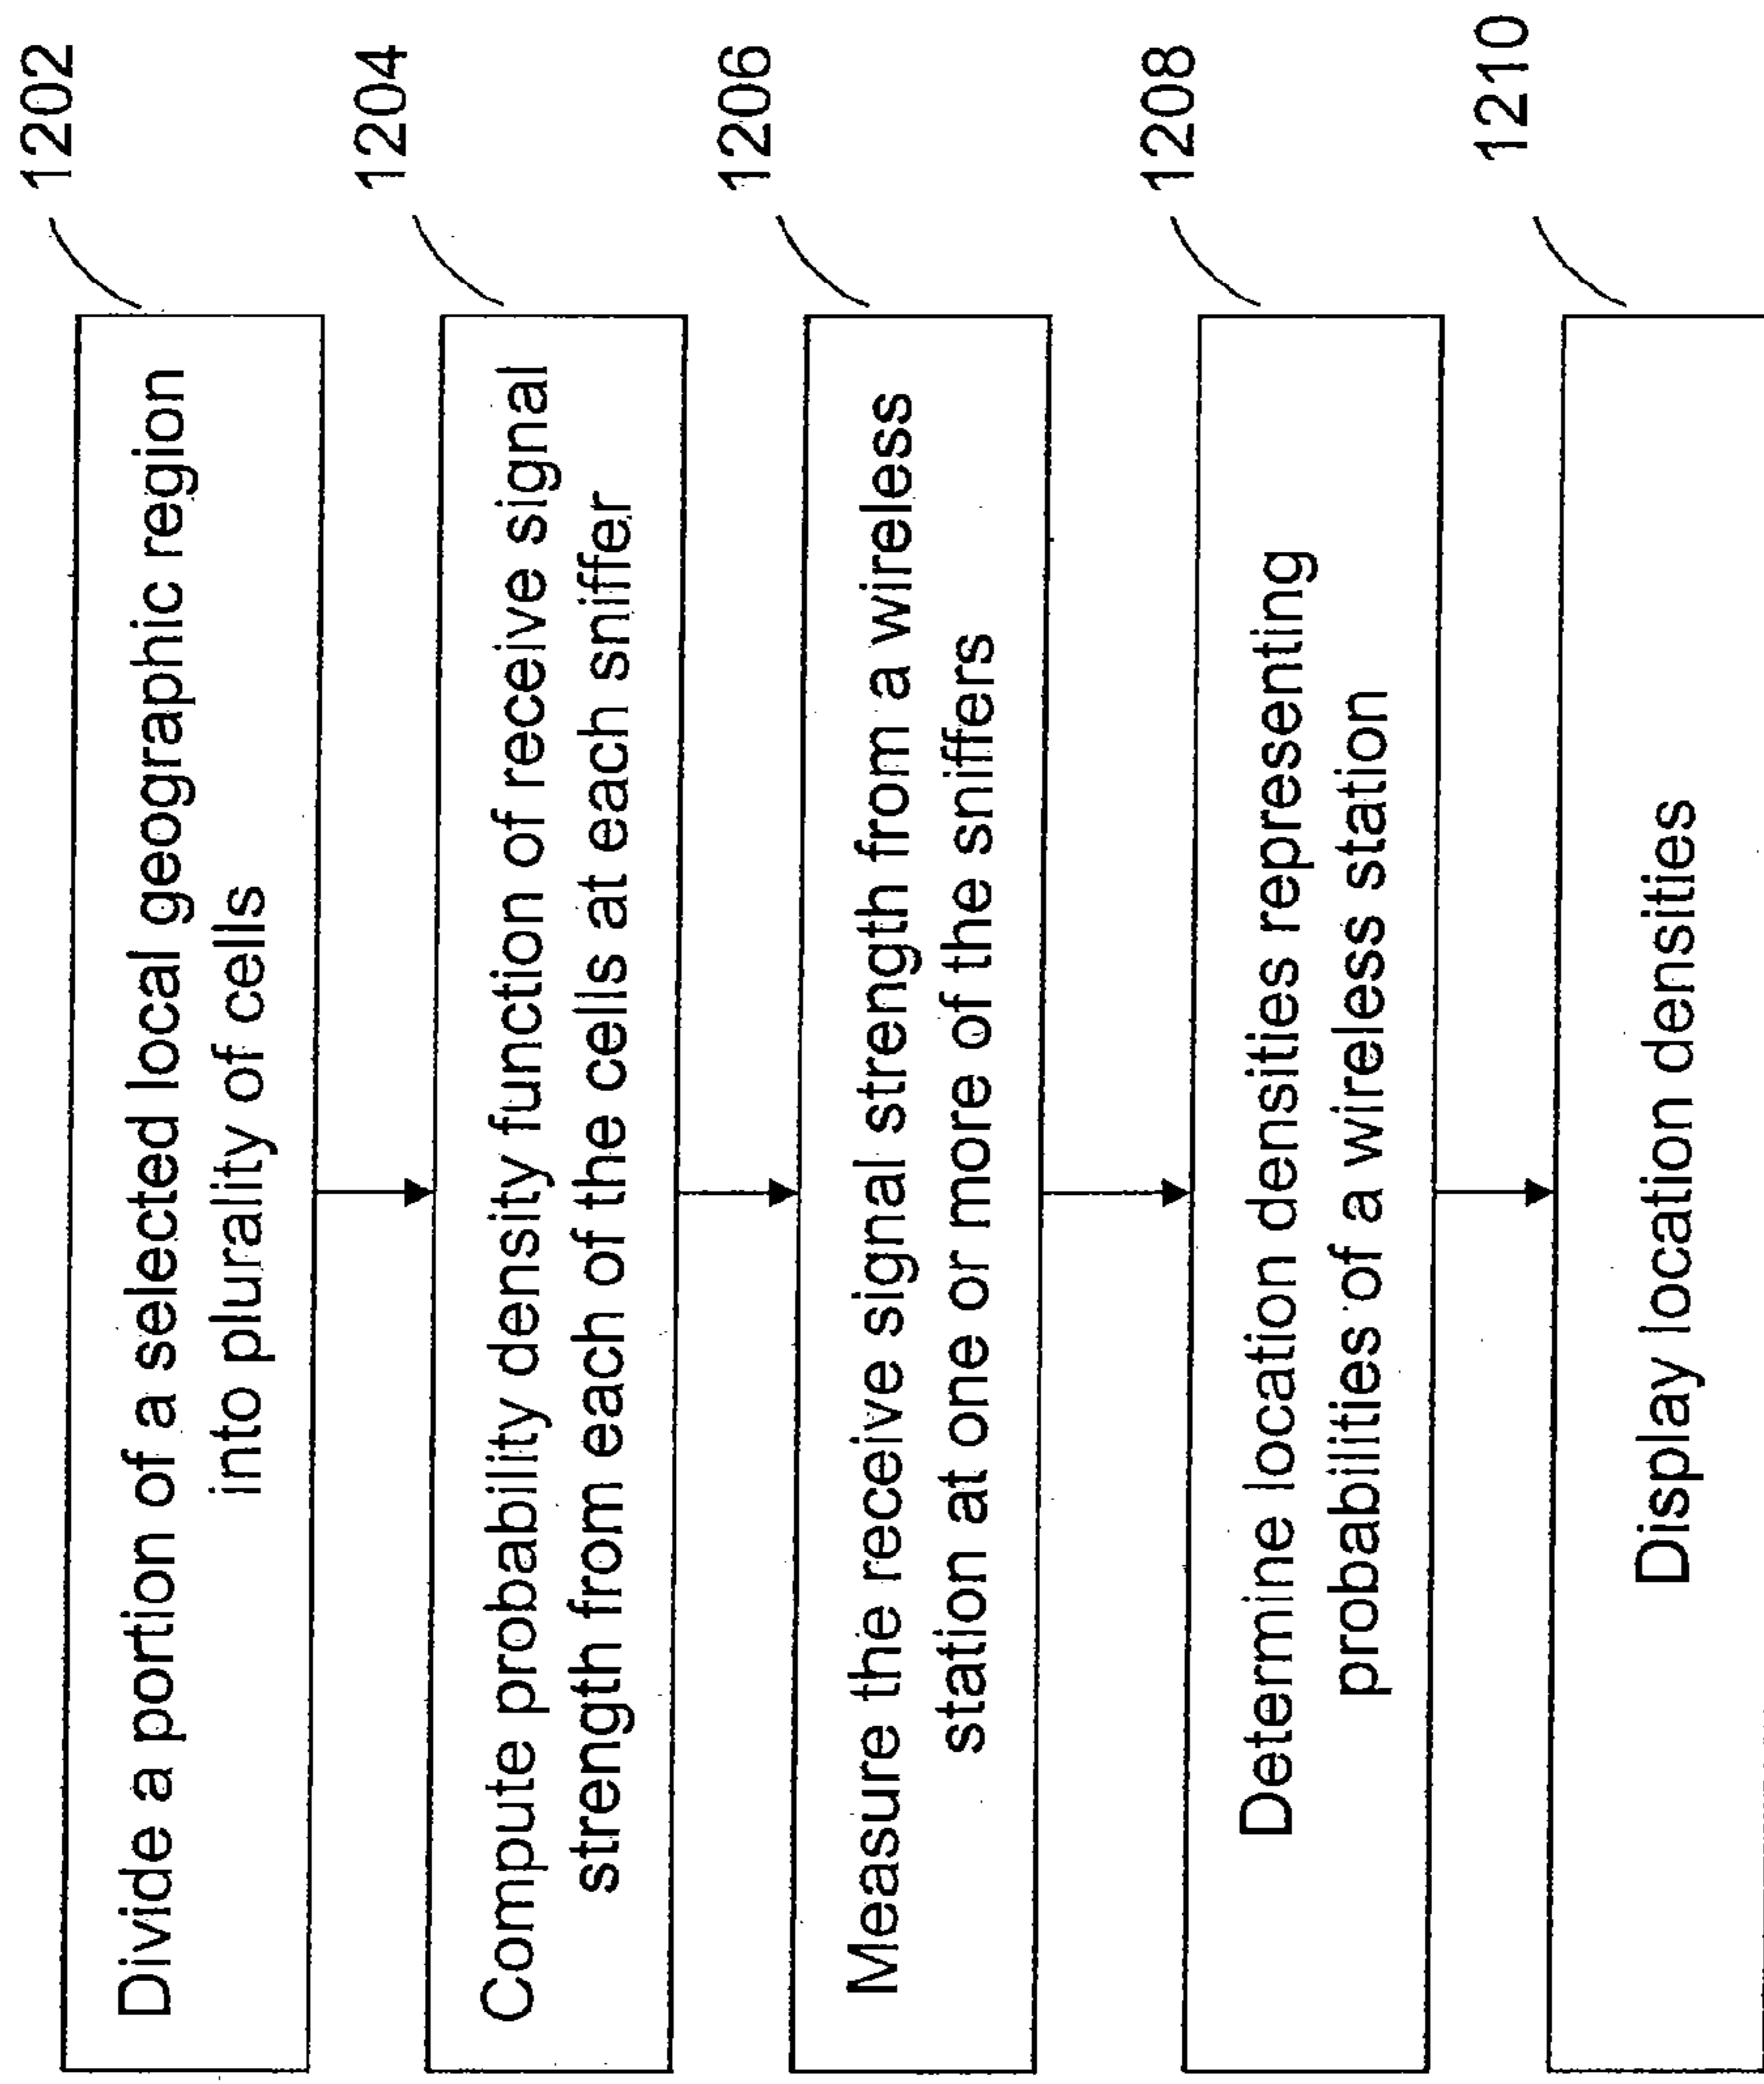 1202
Divide a portion of a selected local geographic region
into plurality of cells
1204
Compute probability density function of receive signal
strength from each of the cells at each sniffer
1206
Measure the receive signal strength from a wireless
station at one or more of the sniffers
1208
Determine location densities representing
probabilities of a wireless station
1210
Display location densities